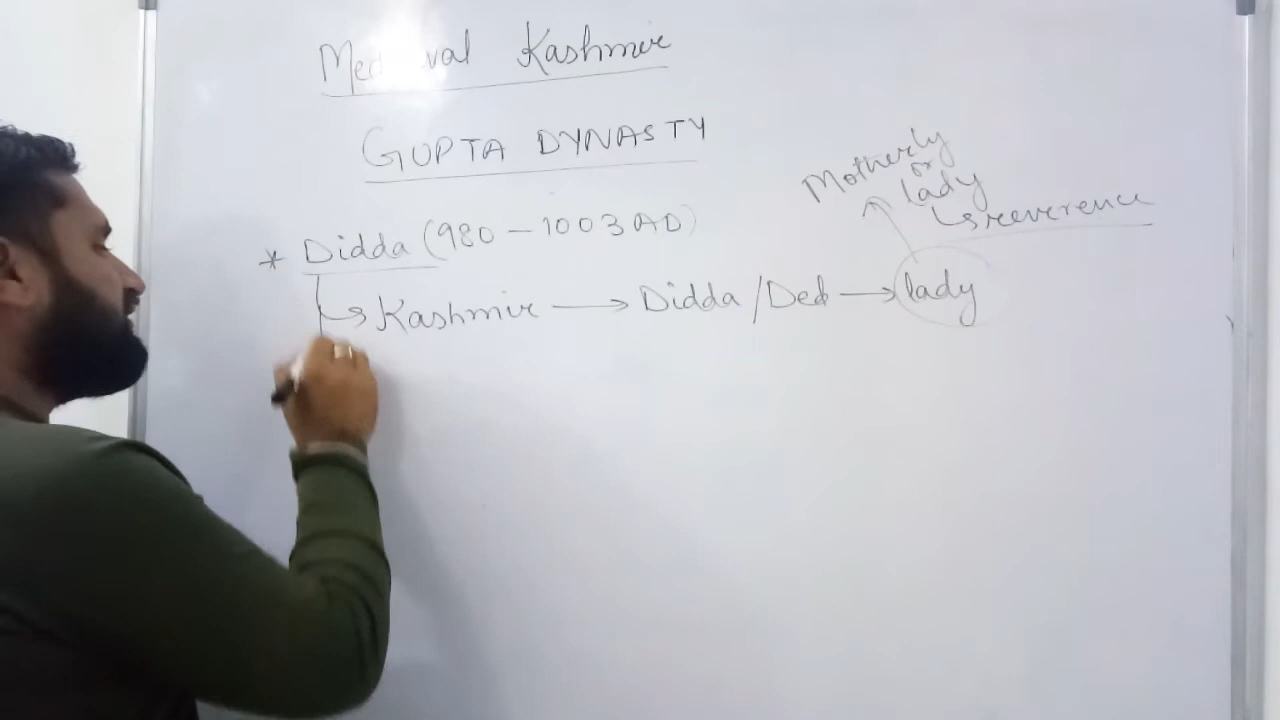 Medieval Kashmir
GUPTA DYNASTY
* Didda (980 – 1003 AD)
Motherly
or
lady
↳ reverence
↳ Kashmir → Didda / Ded → lady